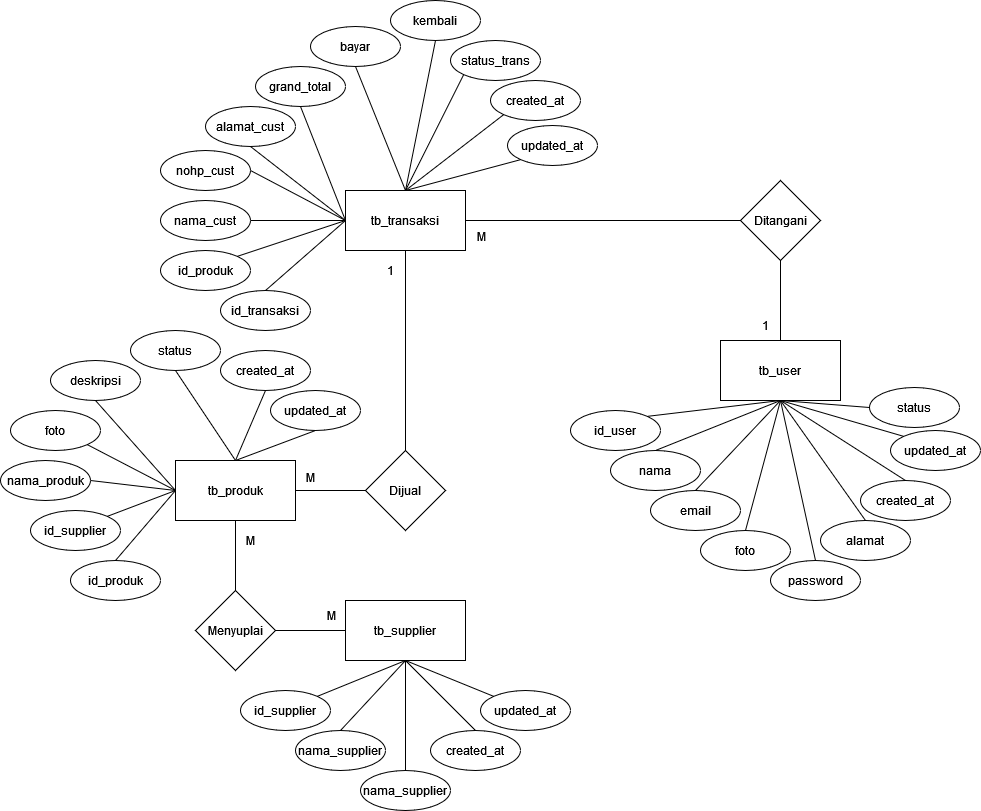 kembali
bayar
status_trans
grand_total
created_at
alamat_cust
updated_at
nohp_cust
nama_cust
tb_transaksi
Ditangani
M
id_produk
1
id_transaksi
1
status
created_at
tb_user
deskripsi
updated_at
status
foto
id_user
updated_at
nama_produk
tb_produk
M
Dijual
nama
created_at
id_supplier
email
M
alamat
foto
id_produk
password
M
Menyuplai
tb_supplier
id_supplier
updated_at
nama_supplier
created_at
nama_supplier